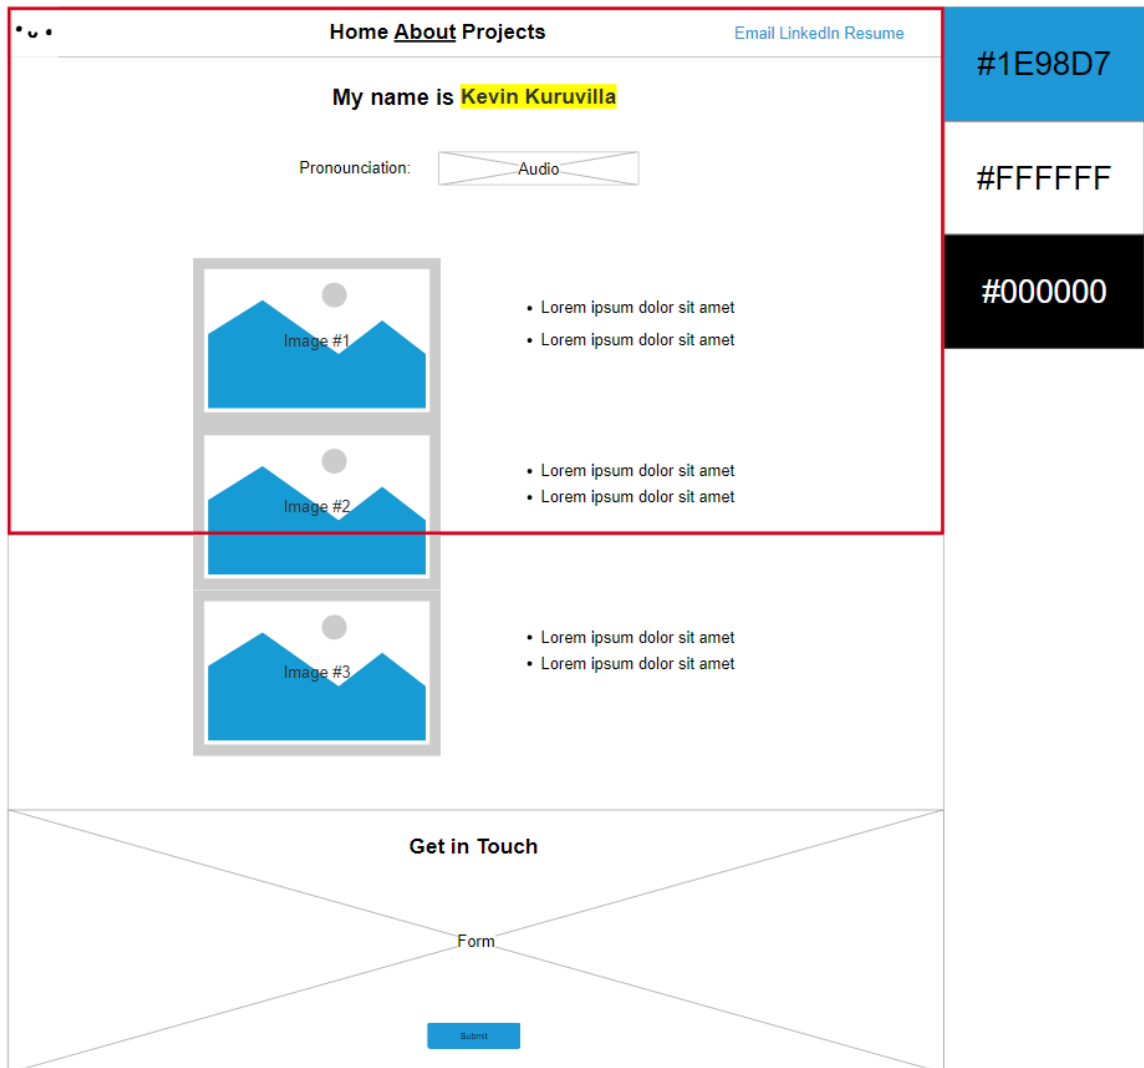 Home About Projects
Email LinkedIn Resume
#1E98D7
My name is Kevin Kuruvilla
Pronounciation:
Audio
#FFFFFF
#000000
Image #1
• Lorem ipsum dolor sit amet
• Lorem ipsum dolor sit amet
Image #2
• Lorem ipsum dolor sit amet
• Lorem ipsum dolor sit amet
Image #3
• Lorem ipsum dolor sit amet
• Lorem ipsum dolor sit amet
Get in Touch
Form
Submit